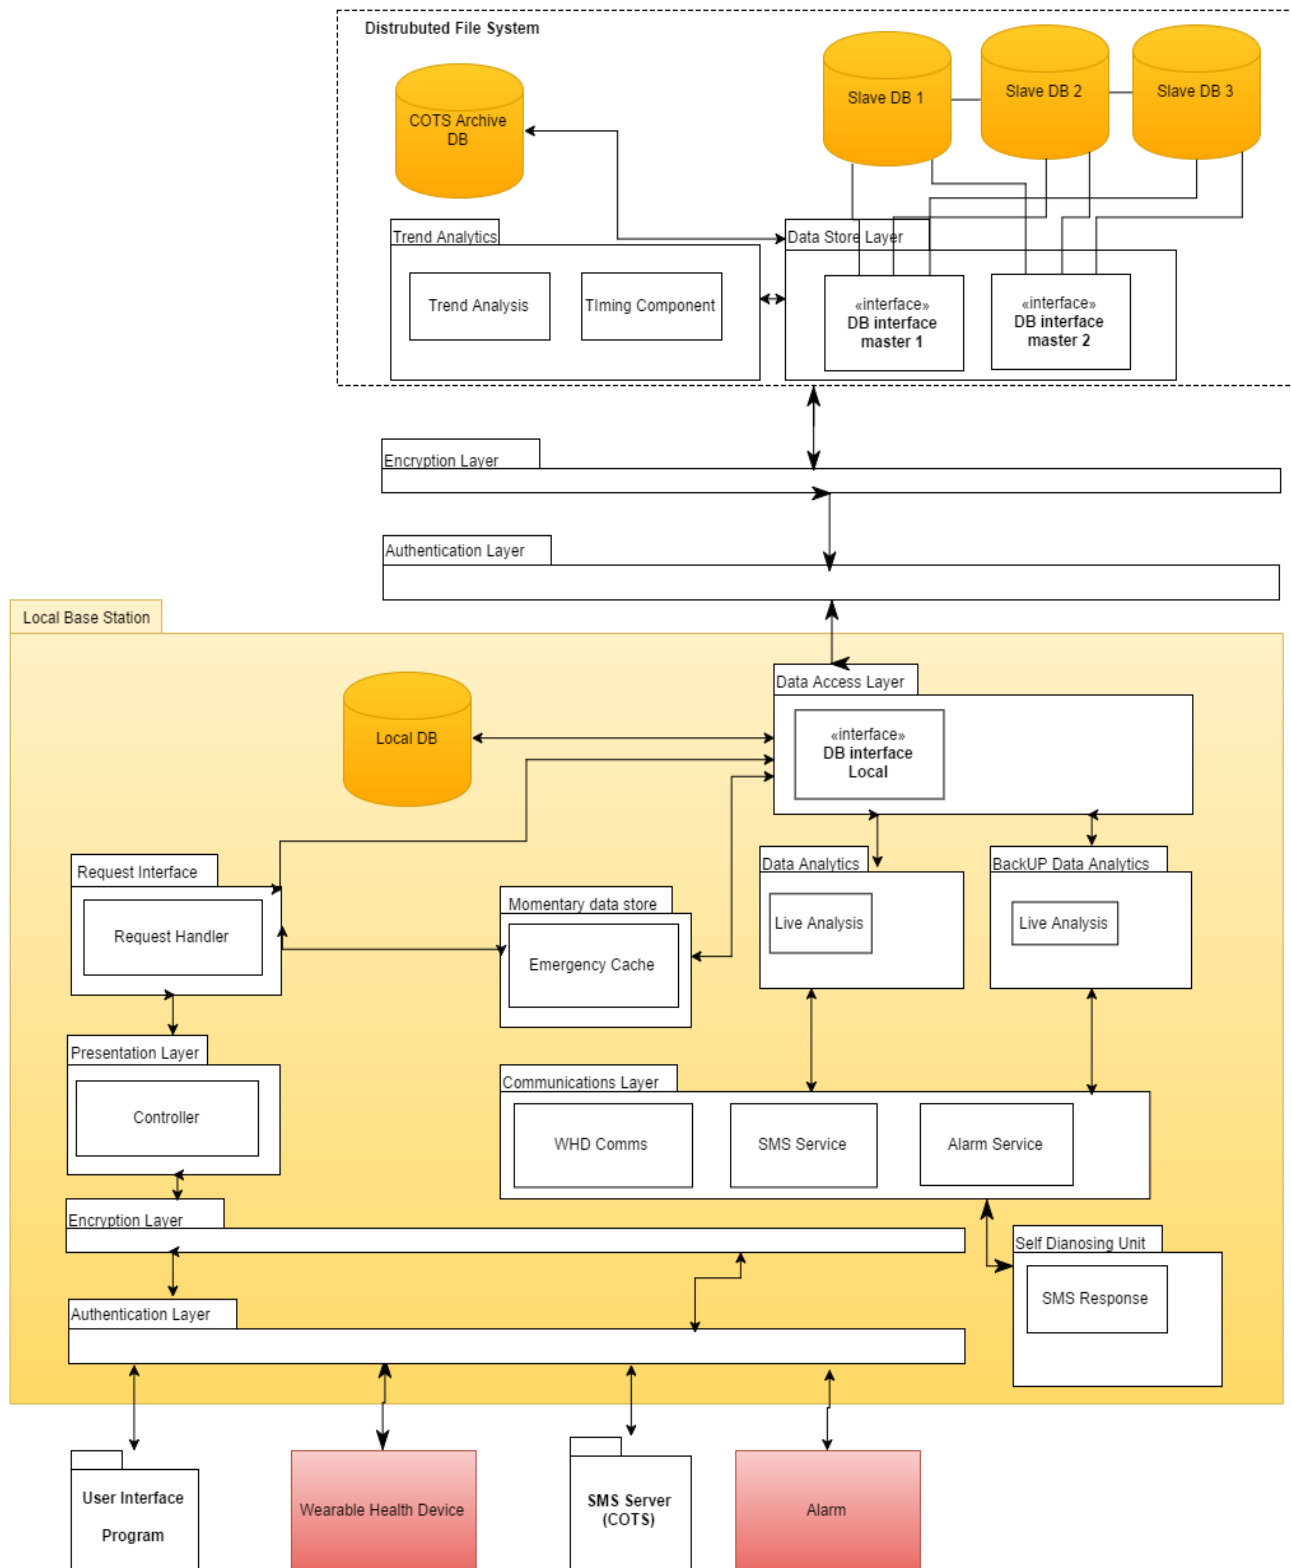 Distrubuted File System
COTS Archive
DB
Slave DB 1
Slave DB 2
Slave DB 3
Trend Analytics
Trend Analysis
TIming Component
Data Store Layer
«interface»
DB interface
master 1
«interface»
DB interface
master 2
Encryption Layer
Authentication Layer
Local Base Station
Local DB
Data Access Layer
«interface»
DB interface
Local
Request Interface
Request Handler
Momentary data store
Emergency Cache
Data Analytics
Live Analysis
BackUP Data Analytics
Live Analysis
Presentation Layer
Controller
Communications Layer
WHD Comms
SMS Service
Alarm Service
Encryption Layer
Self Dianosing Unit
SMS Response
Authentication Layer
User Interface
Program
Wearable Health Device
SMS Server
(COTS)
Alarm